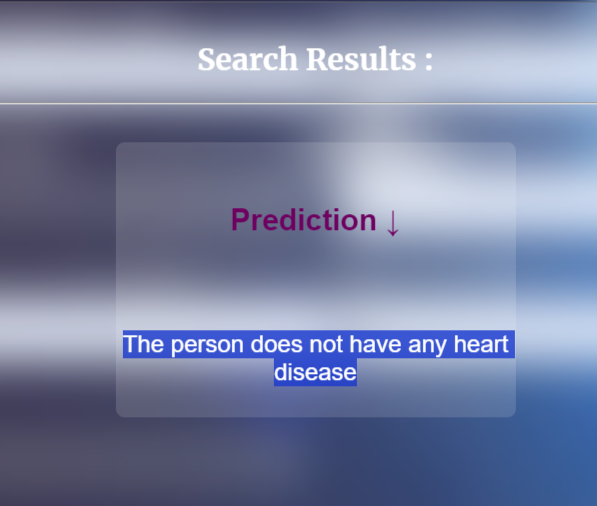 Search Results :
Prediction ↓
The person does not have any heart
disease